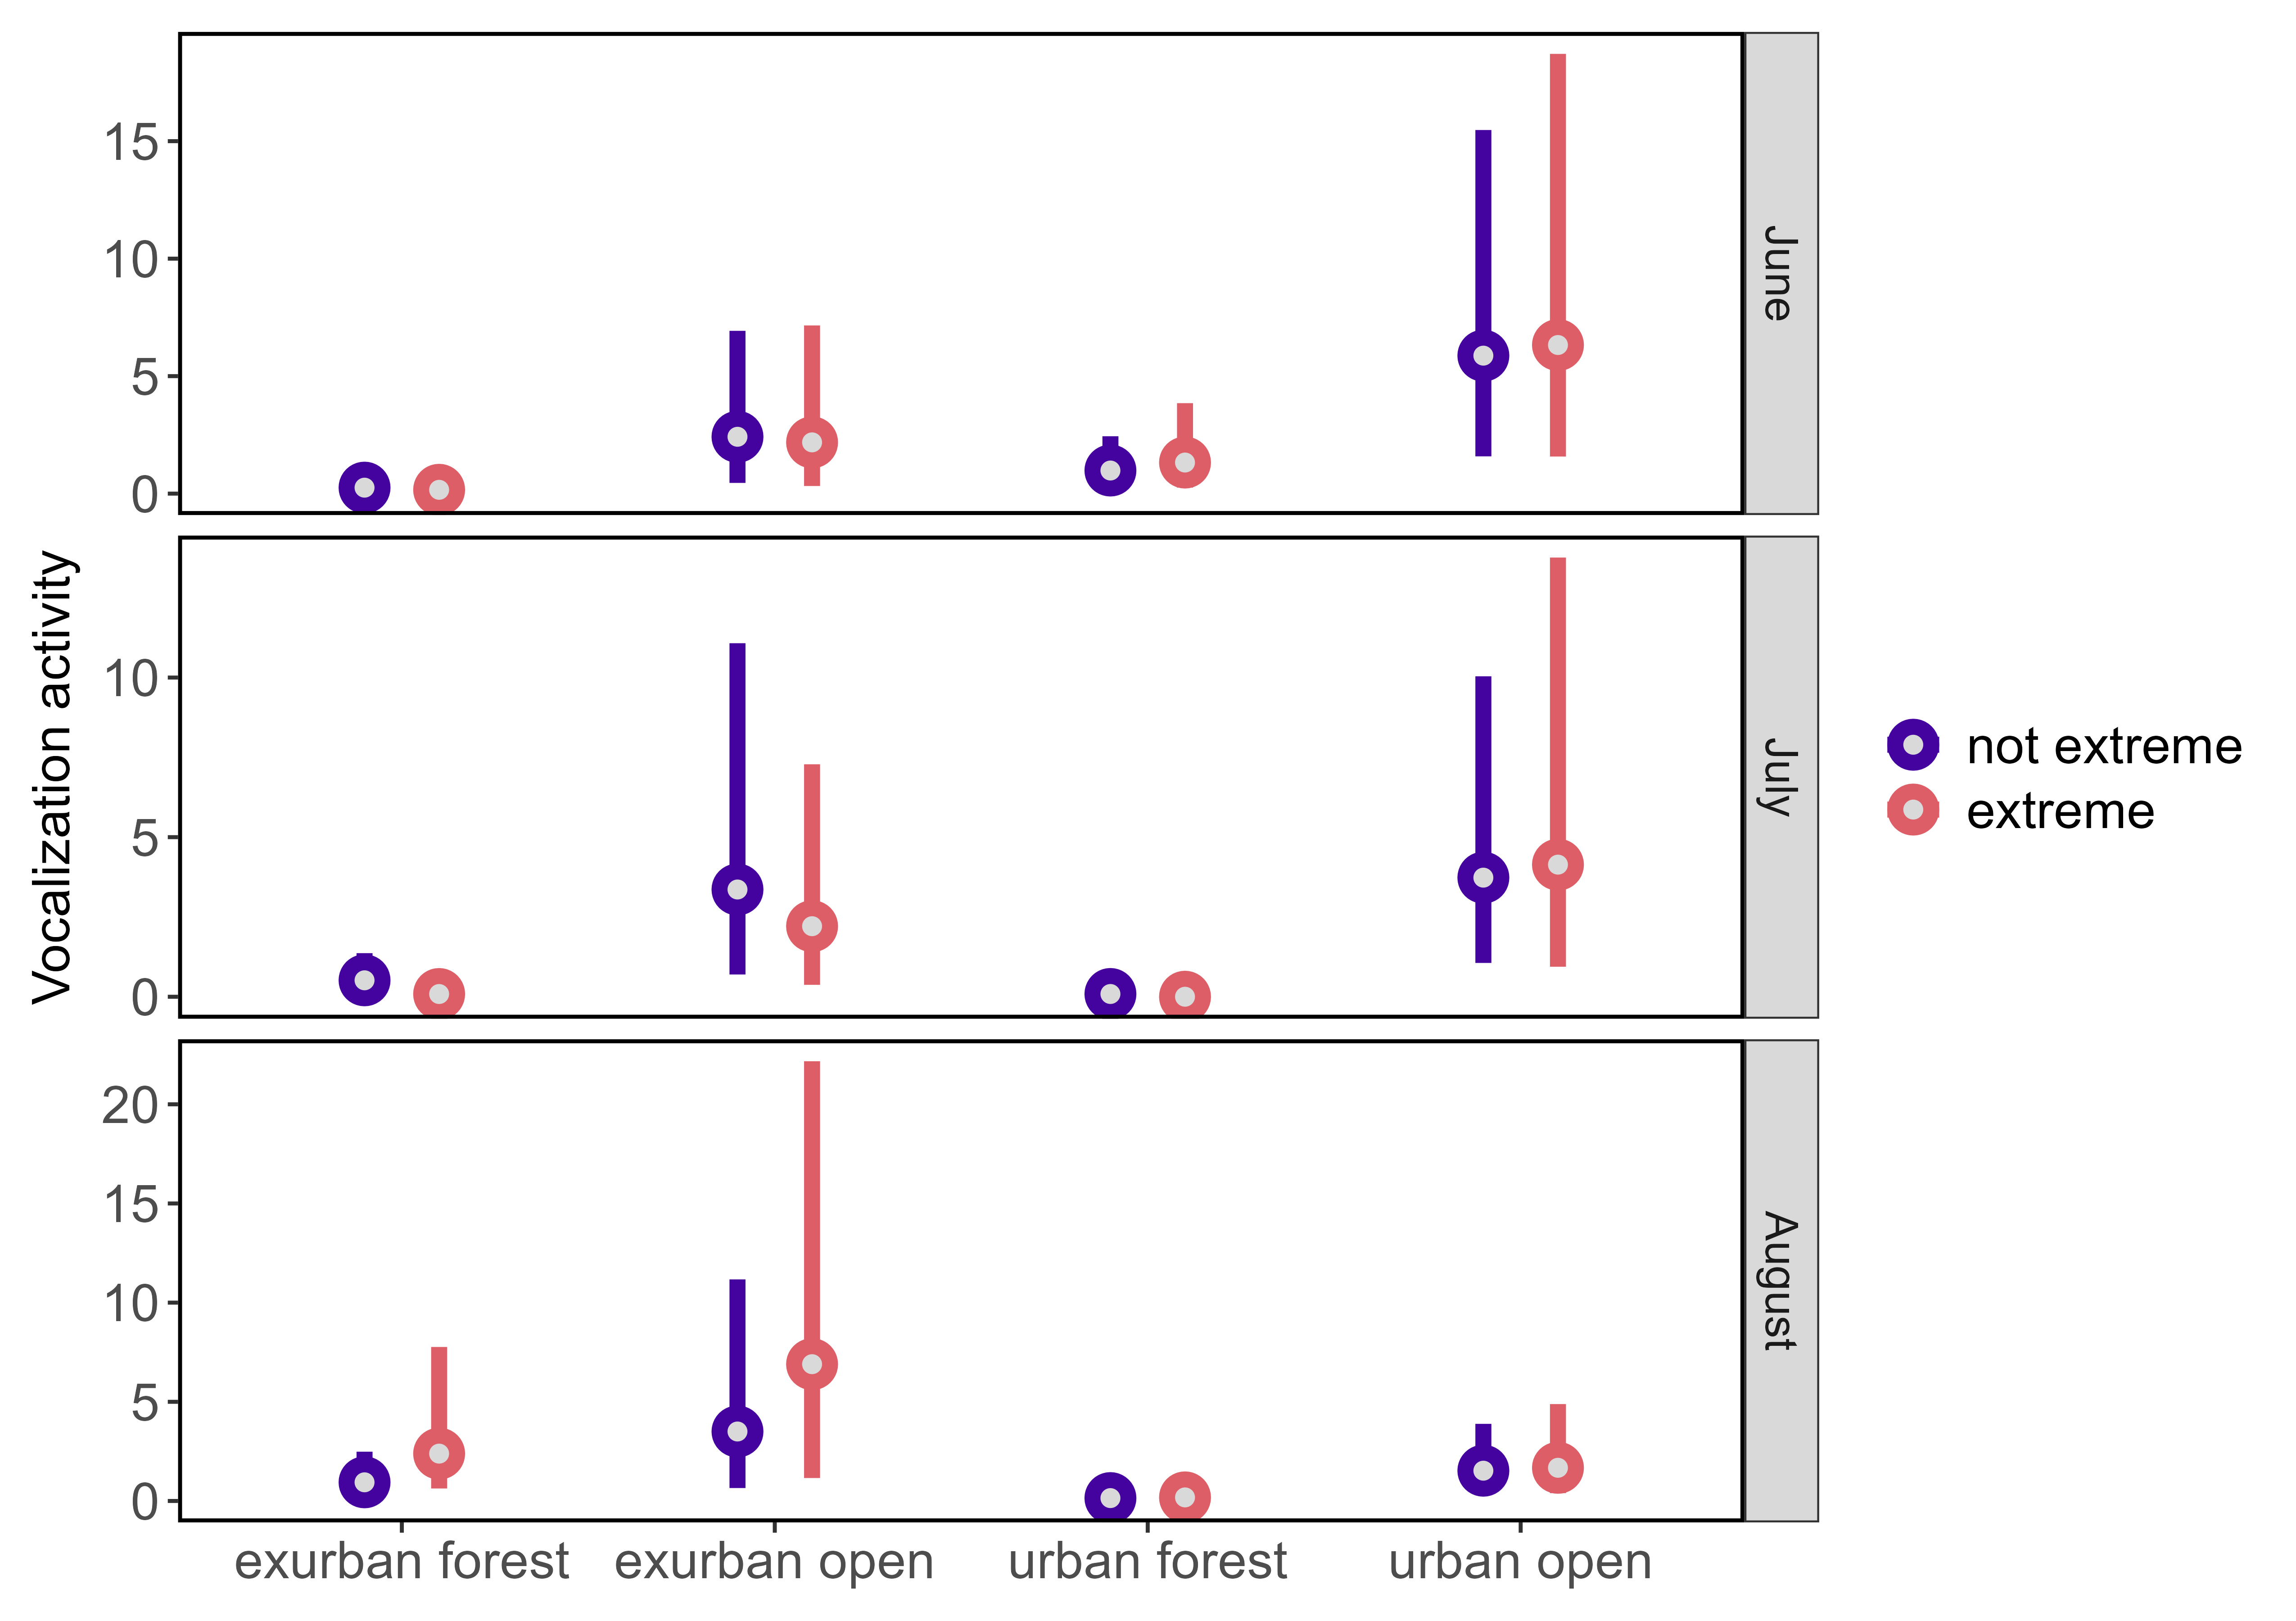 Vocalization activity
15
10
5
0
June
10
5
0
July
20
15
10
5
0
August
exurban forest
exurban open
urban forest
urban open
not extreme
extreme